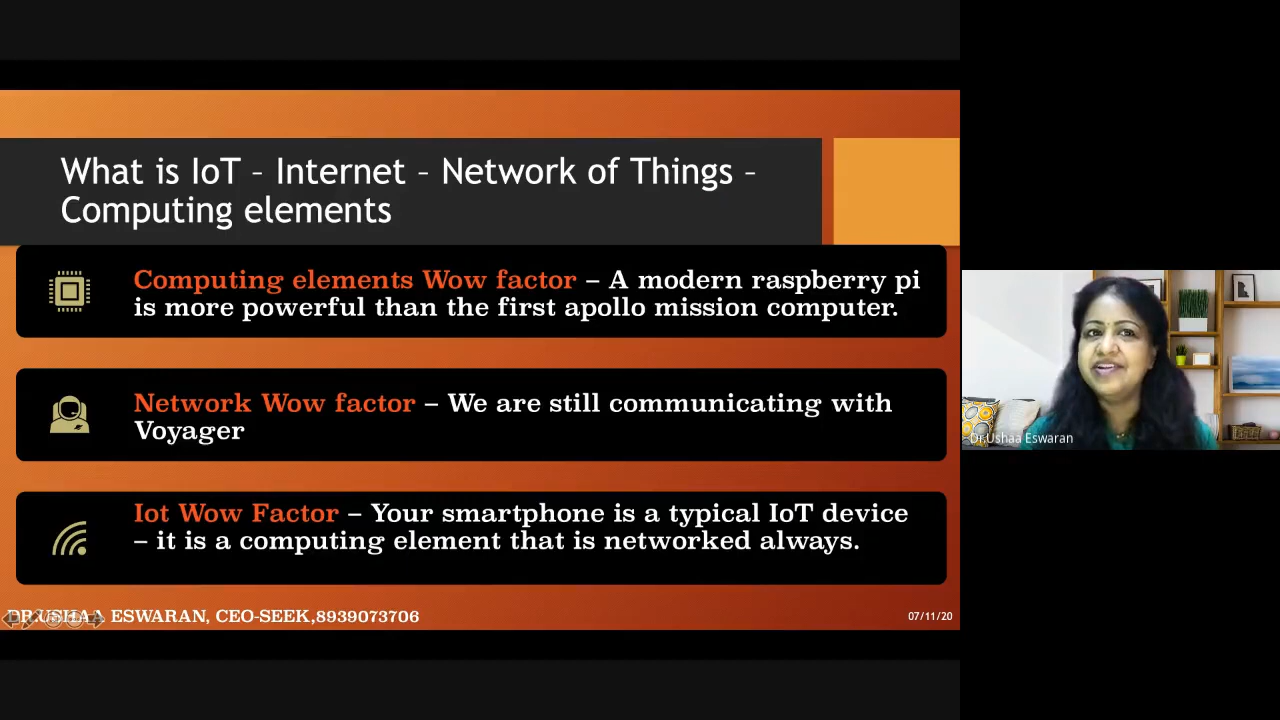 What is IoT – Internet – Network of Things –
Computing elements
Computing elements Wow factor – A modern raspberry pi
is more powerful than the first apollo mission computer.
Network Wow factor – We are still communicating with
Voyager
Iot Wow Factor – Your smartphone is a typical IoT device
– it is a computing element that is networked always.
DR.USHAA ESWARAN, CEO-SEEK,8939073706
07/11/20
Dr.Ushaa Eswaran